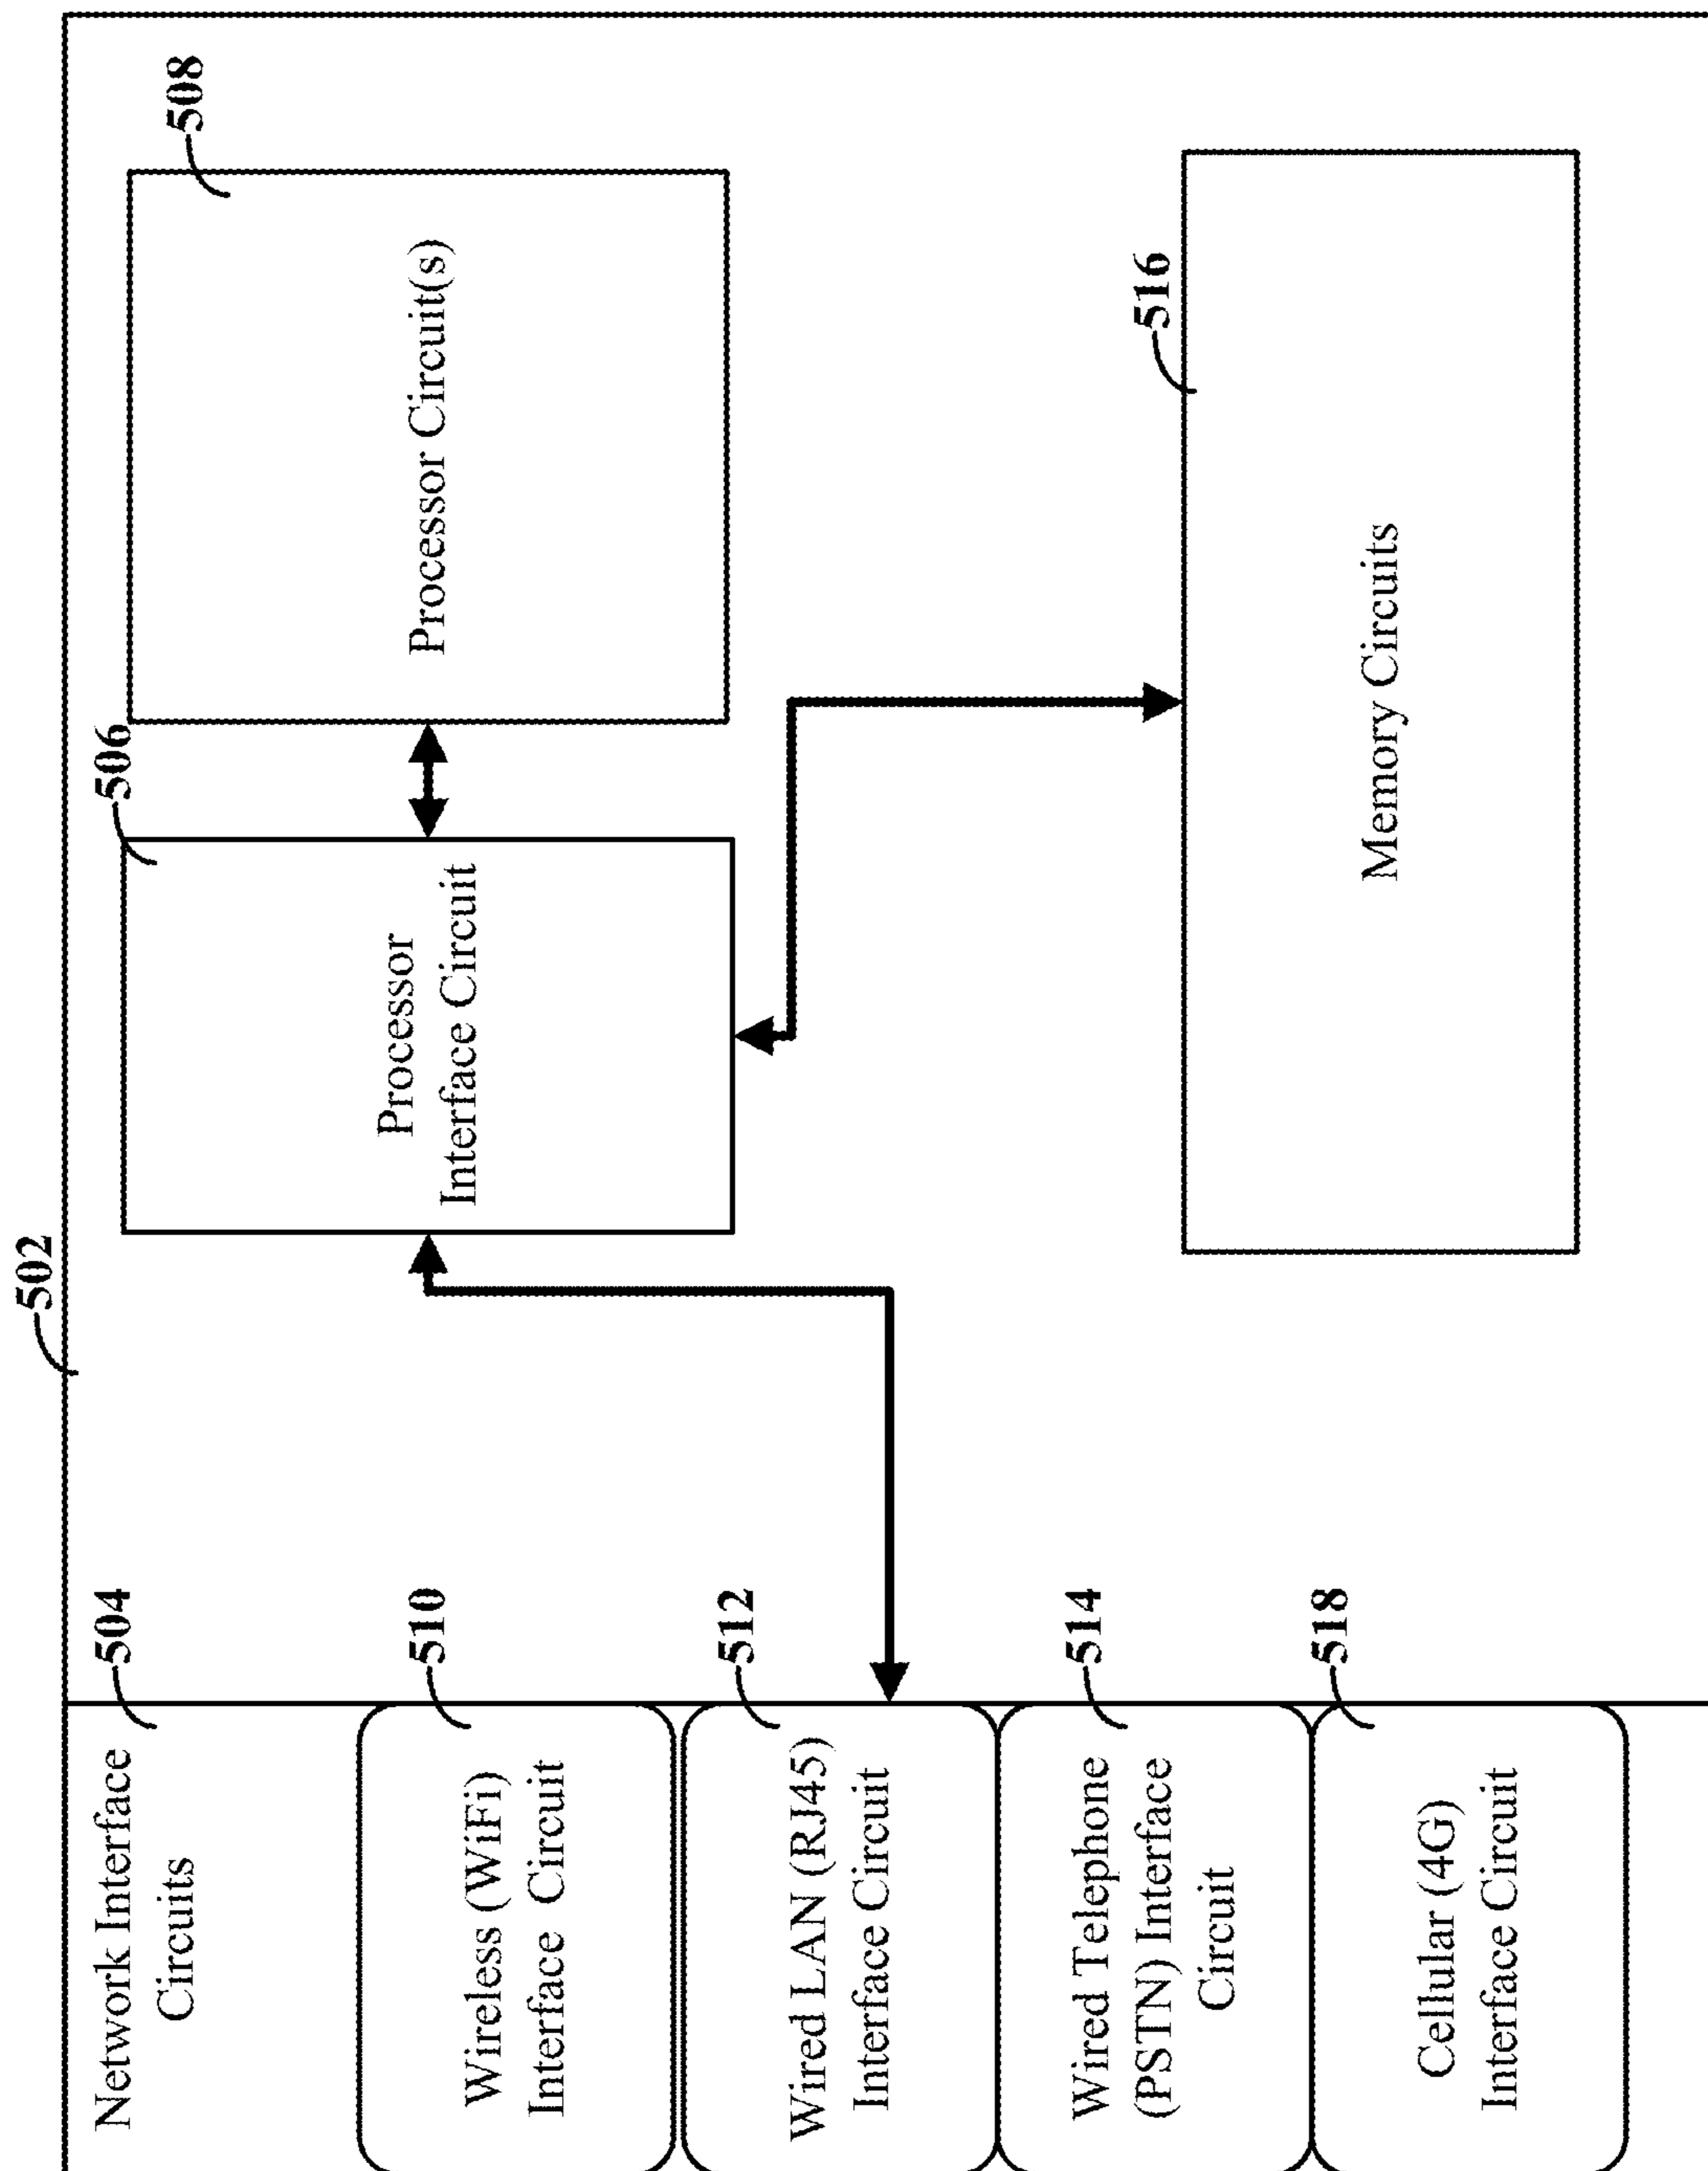 502
Network Interface
Circuits
504
Wireless (WiFi)
Interface Circuit
510
Wired LAN (RJ45)
Interface Circuit
512
Wired Telephone
(PSTN) Interface
Circuit
514
Cellular (4G)
Interface Circuit
518
506
Processor
Interface Circuit
508
Processor Circuit(s)
516
Memory Circuits